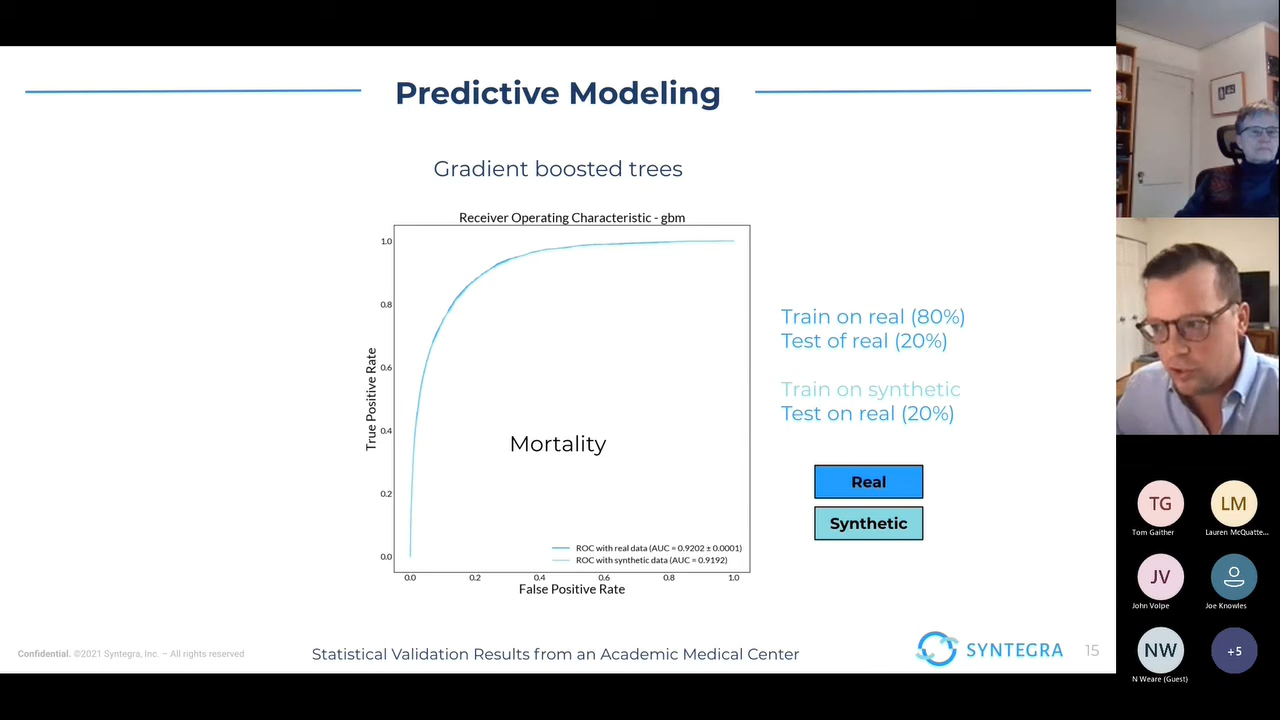 Predictive Modeling
Gradient boosted trees
Receiver Operating Characteristic - gbm
1.0
0.8
0.6
0.4
0.2
0.0
True Positive Rate
Mortality
ROC with real data (AUC = 0.9202 ± 0.0001)
ROC with synthetic data (AUC = 0.9192)
0.0 0.2 0.4 0.6 0.8 1.0
False Positive Rate
Train on real (80%)
Test of real (20%)
Train on synthetic
Test on real (20%)
Real
Synthetic
Confidential. ©2021 Syntegra, Inc. – All rights reserved
Statistical Validation Results from an Academic Medical Center
SYNTEGRA
15
TG
Tom Gaither
LM
Lauren McQuatte...
JV
John Volpe
Joe Knowles
NW
N Weare (Guest)
+5